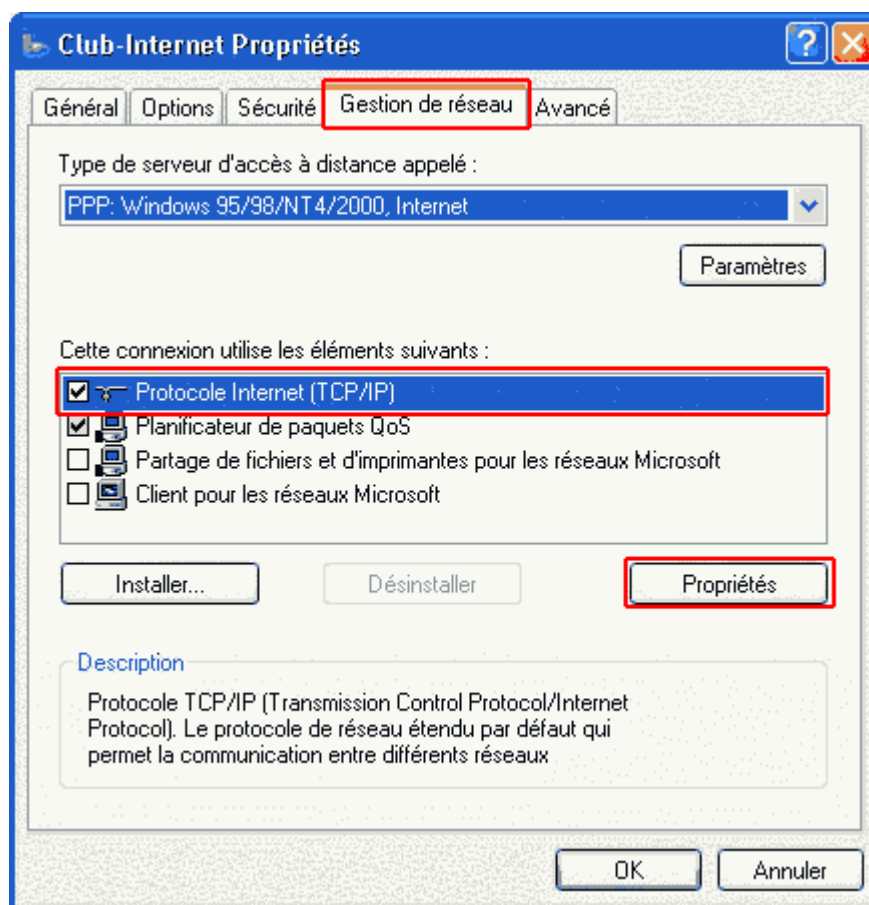 Club-Internet Propriétés
Général Options Sécurité Gestion de réseau Avancé
Type de serveur d'accès à distance appelé :
PPP: Windows 95/98/NT4/2000, Internet
Paramètres
Cette connexion utilise les éléments suivants :
Protocole Internet (TCP/IP)
Planificateur de paquets QoS
Partage de fichiers et d'imprimantes pour les réseaux Microsoft
Client pour les réseaux Microsoft
Installer... Désinstaller Propriétés
Description
Protocole TCP/IP (Transmission Control Protocol/Internet
Protocol). Le protocole de réseau étendu par défaut qui
permet la communication entre différents réseaux
OK Annuler